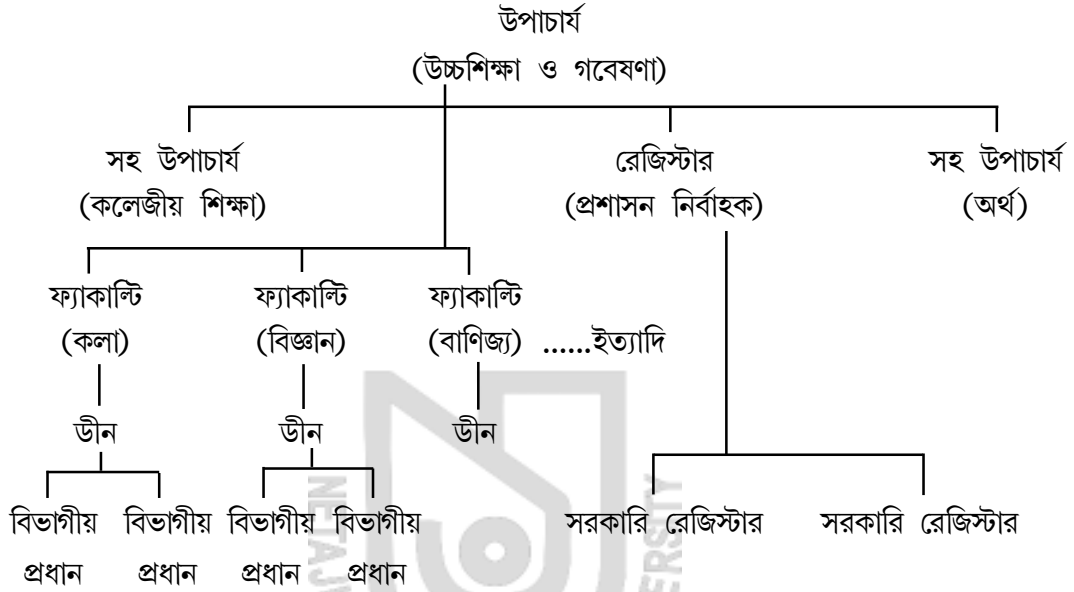 উপাচার্য
(উচ্চশিক্ষা ও গবেষণা)
সহ উপাচার্য রেজিস্টার সহ উপাচার্য
(কলেজীয় শিক্ষা) (প্রশাসন নির্বাহক) (অর্থ)
ফ্যাকাল্টি ফ্যাকাল্টি ফ্যাকাল্টি
(কলা) (বিজ্ঞান) (বাণিজ্য) ......ইত্যাদি
ডীন ডীন ডীন
বিভাগীয় বিভাগীয় বিভাগীয় বিভাগীয় সরকারি রেজিস্টার সরকারি রেজিস্টার
প্রধান প্রধান প্রধান প্রধান